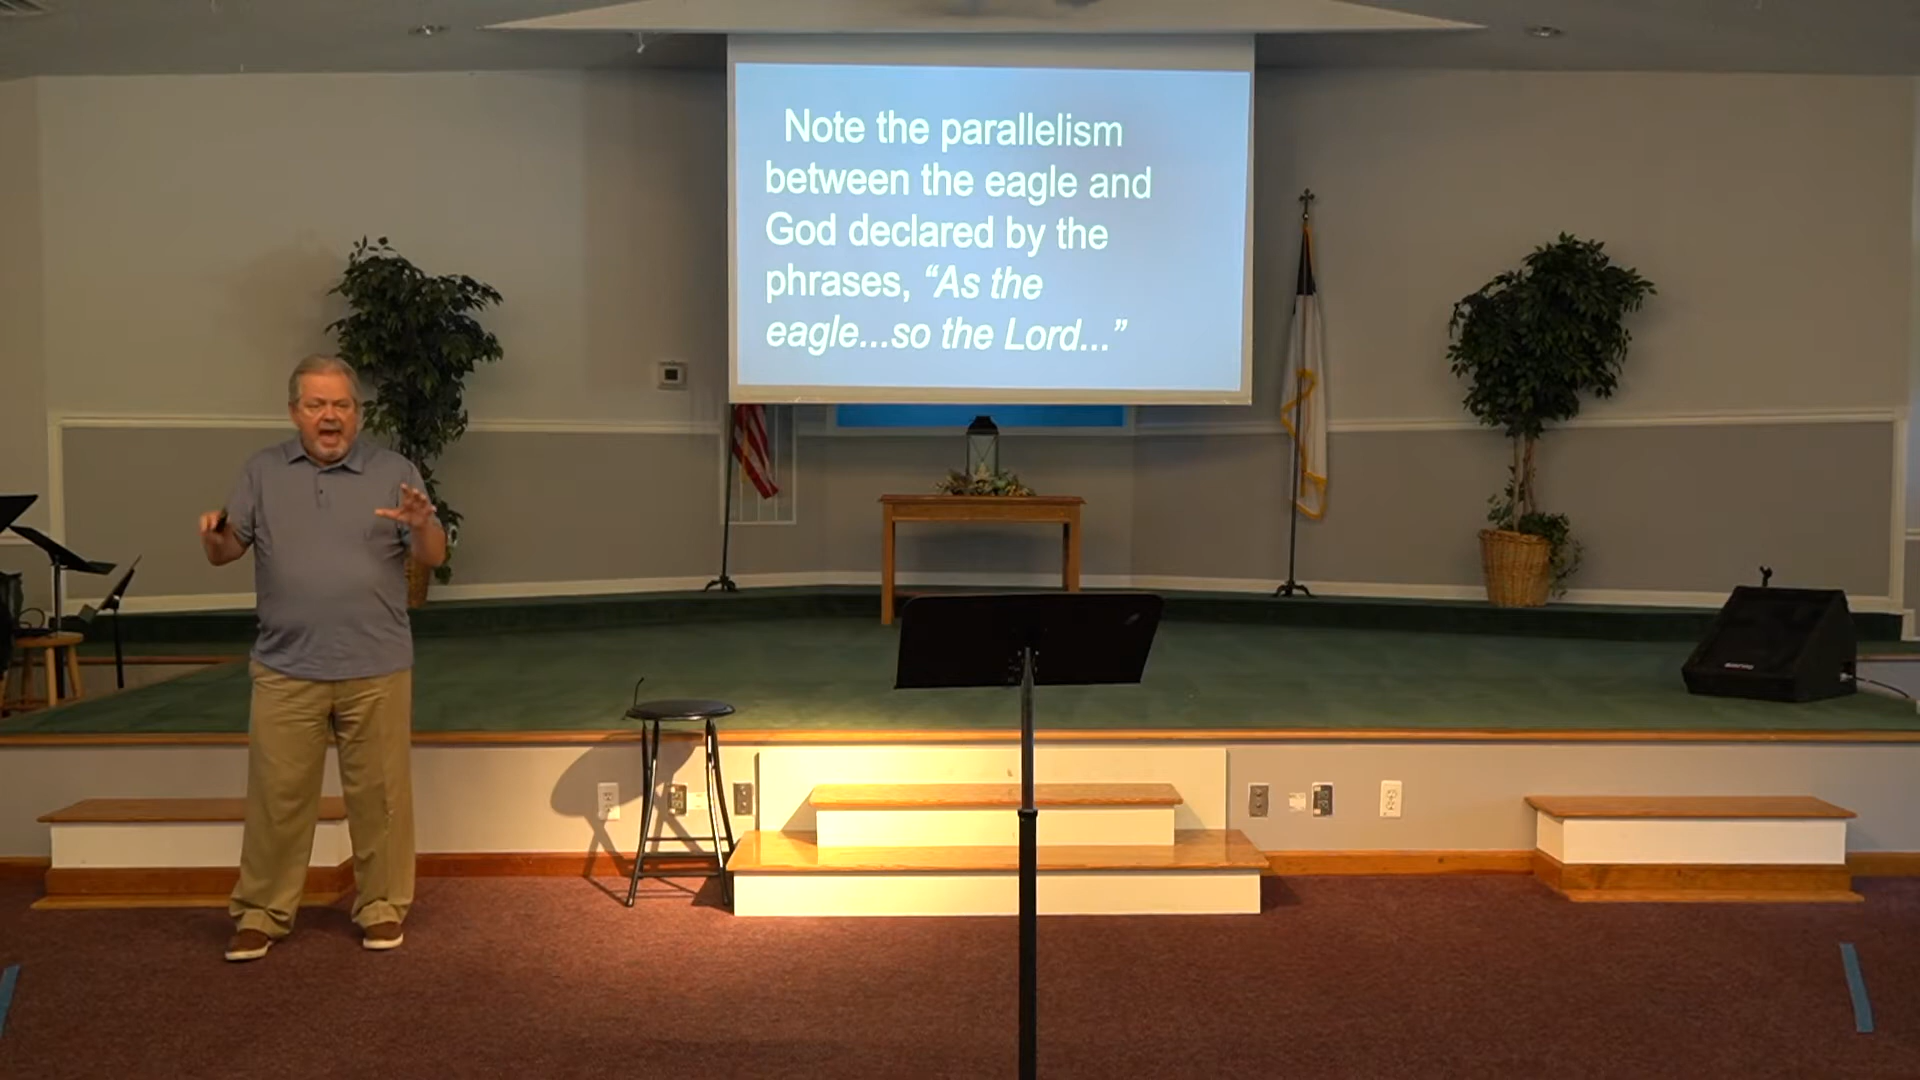 Note the parallelism
between the eagle and
God declared by the
phrases, “As the
eagle...so the Lord...”